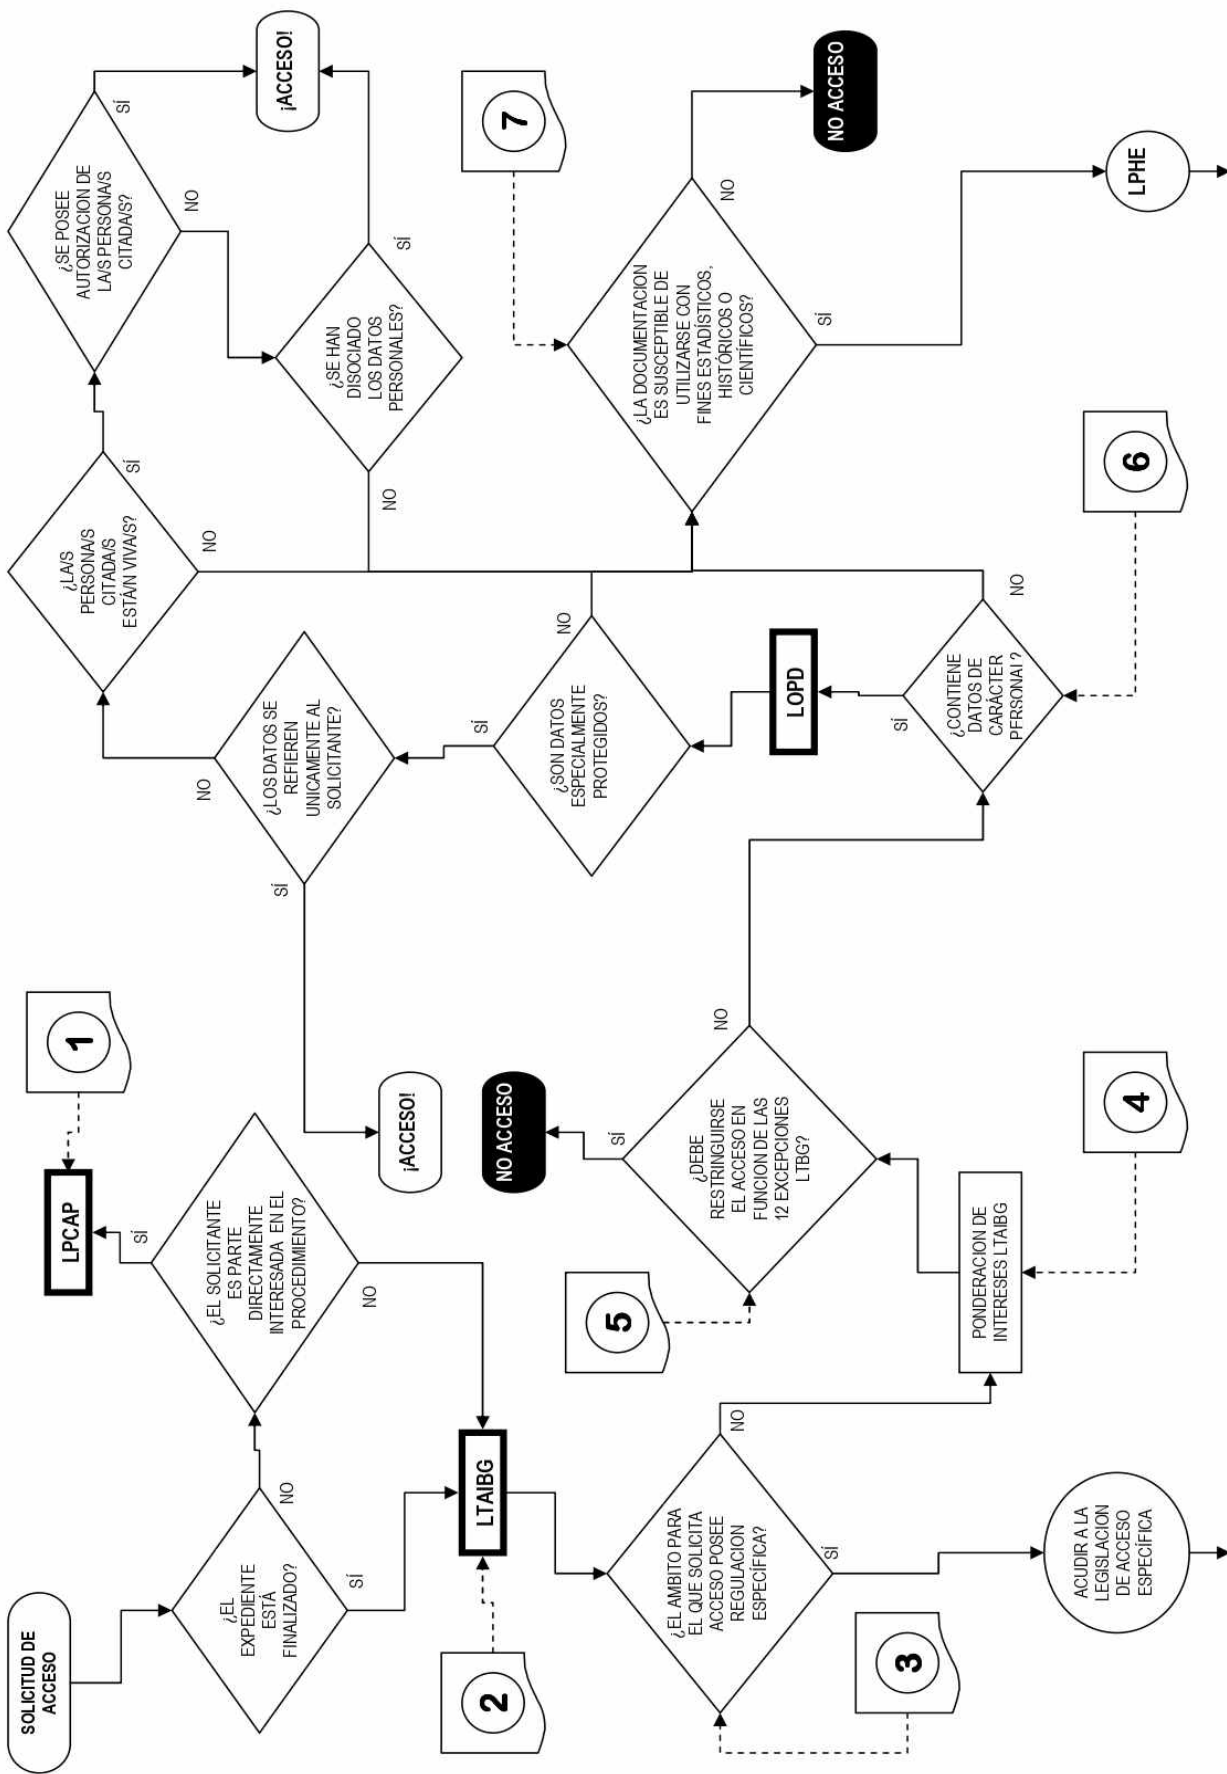 SOLICITUD DE
ACCESO
¿EL
EXPEDIENTE
ESTÁ
FINALIZADO?
NO
SÍ
¿EL SOLICITANTE
ES PARTE
DIRECTAMENTE
INTERESADA EN EL
PROCEDIMIENTO?
SÍ
NO
LPCAP
1
LTAIBG
2
¿EL AMBITO PARA
EL QUE SOLICITA
ACCESO POSEE
REGULACION
ESPECÍFICA?
NO
SÍ
3
ACUDIR A LA
LEGISLACION
DE ACCESO
ESPECÍFICA
PONDERACION DE
INTERESES LTAIBG
4
¿DEBE
RESTRINGUIRSE
EL ACCESO EN
FUNCION DE LAS
12 EXCEPCIONES
LTBG?
SÍ
NO
5
NO ACCESO
¡ACCESO!
¿CONTIENE
DATOS DE
CARÁCTER
PFRSONAI ?
SÍ
NO
6
LOPD
¿SON DATOS
ESPECIALMENTE
PROTEGIDOS?
SÍ
NO
¿LOS DATOS SE
REFIEREN
UNICAMENTE AL
SOLICITANTE?
NO
SÍ
¿LA/S
PERSONA/S
CITADA/S
ESTÁ/N VIVA/S?
SÍ
NO
¿SE POSEE
AUTORIZACION DE
LA/S PERSONA/S
CITADA/S?
SÍ
NO
¿SE HAN
DISOCIADO
LOS DATOS
PERSONALES?
SÍ
NO
¡ACCESO!
7
¿LA DOCUMENTACION
ES SUSCEPTIBLE DE
UTILIZARSE CON
FINES ESTADÍSTICOS,
HISTÓRICOS O
CIENTÍFICOS?
NO
SÍ
NO ACCESO
LPHE